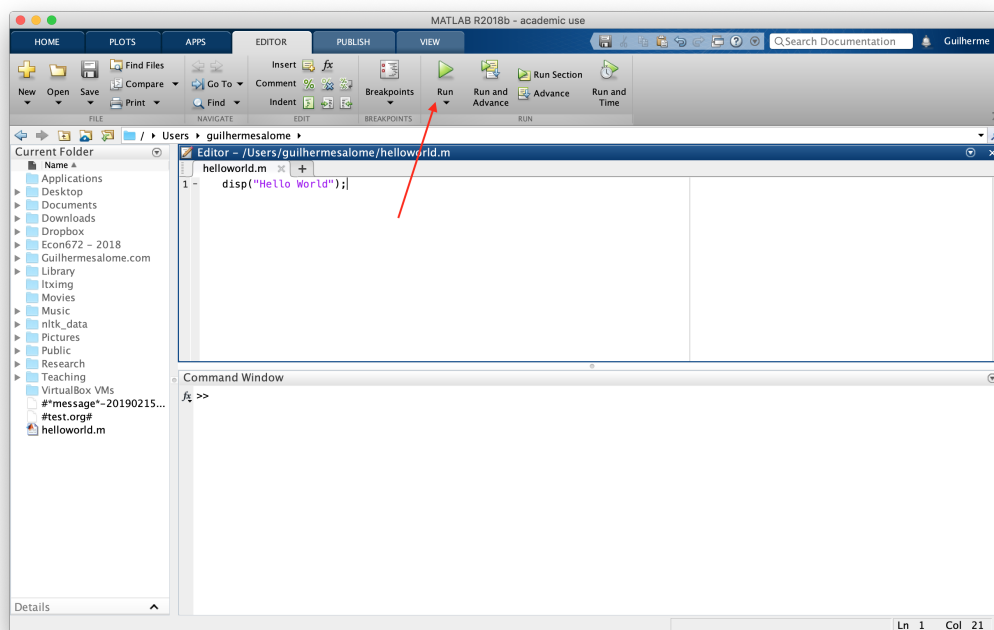 MATLAB R2018b - academic use
HOME PLOTS APPS EDITOR PUBLISH VIEW Search Documentation Guilherme
New Open Save Find Files Compare Print
FILE
Go To Find
NAVIGATE
Insert fx
Comment
Indent
EDIT
Breakpoints
BREAKPOINTS
Run Run and Advance Run Section Advance Run and Time
RUN
/ Users guilhermesalome
Current Folder
Name
Applications
Desktop
Documents
Downloads
Dropbox
Econ672 - 2018
Guilhermesalome.com
Library
ltximg
Movies
Music
nltk_data
Pictures
Public
Research
Teaching
VirtualBox VMs
#*message*-20190215...
#test.org#
helloworld.m
Details
Editor - /Users/guilhermesalome/helloworld.m
helloworld.m +
1 - disp("Hello World");
Command Window
fx >>
Ln 1 Col 21